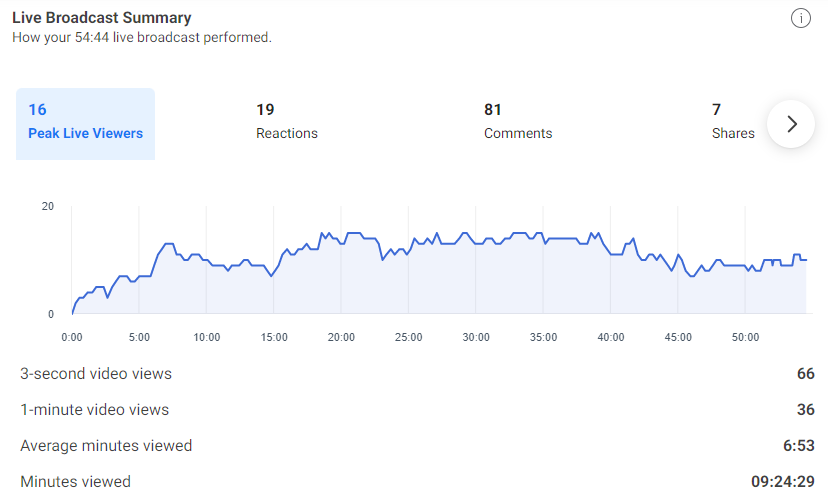 Live Broadcast Summary
How your 54:44 live broadcast performed.
16 19 81 7
Peak Live Viewers Reactions Comments Shares
20
0
0:00 5:00 10:00 15:00 20:00 25:00 30:00 35:00 40:00 45:00 50:00
3-second video views 66
1-minute video views 36
Average minutes viewed 6:53
Minutes viewed 09:24:29